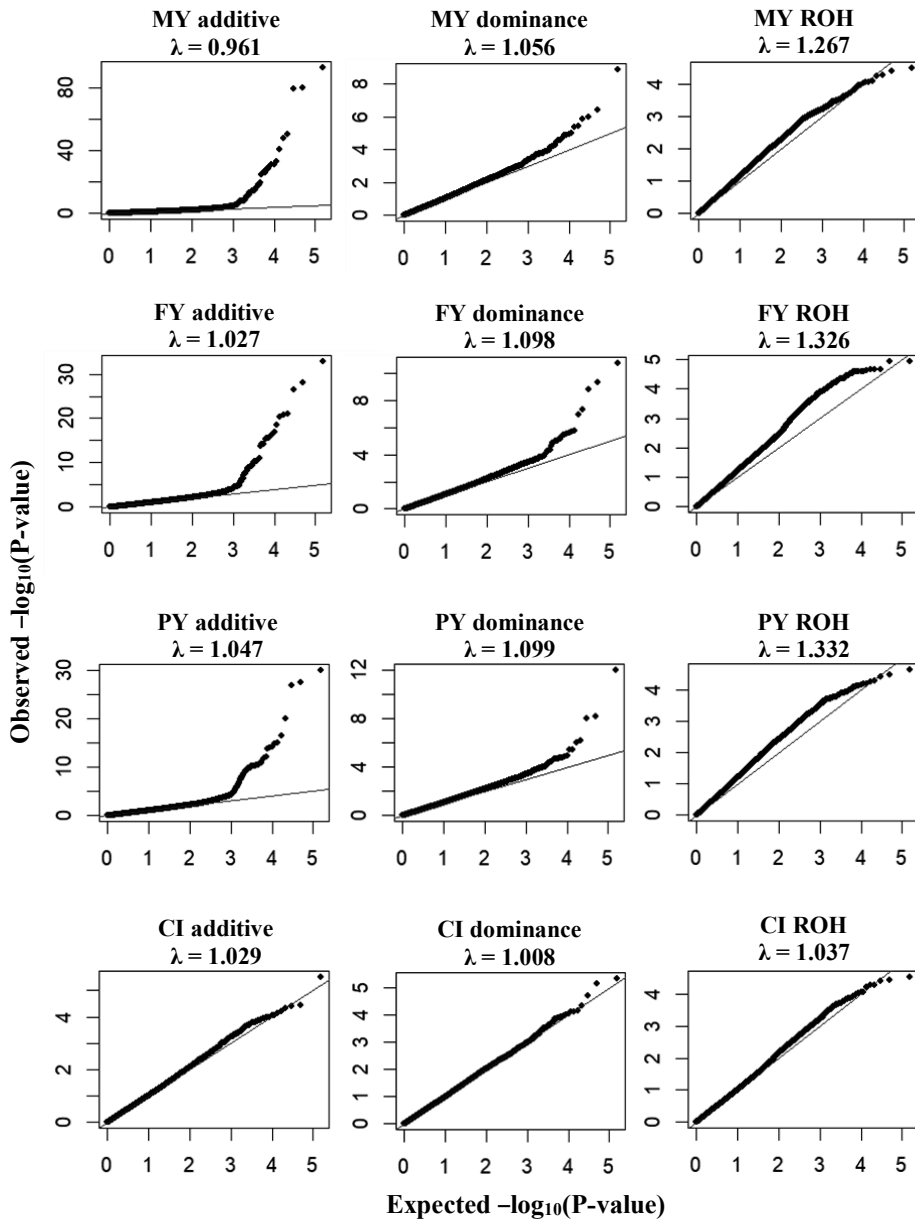 MY additive
λ = 0.961
MY dominance
λ = 1.056
MY ROH
λ = 1.267
0 40 80
0 1 2 3 4 5
0 2 4 6 8
0 1 2 3 4 5
0 1 2 3 4
0 1 2 3 4 5
FY additive
λ = 1.027
FY dominance
λ = 1.098
FY ROH
λ = 1.326
0 10 20 30
0 1 2 3 4 5
0 4 8
0 1 2 3 4 5
0 1 2 3 4 5
0 1 2 3 4 5
Observed −log₁₀(P-value)
PY additive
λ = 1.047
PY dominance
λ = 1.099
PY ROH
λ = 1.332
0 10 20 30
0 1 2 3 4 5
0 4 8 12
0 1 2 3 4 5
0 1 2 3 4
0 1 2 3 4 5
CI additive
λ = 1.029
CI dominance
λ = 1.008
CI ROH
λ = 1.037
0 2 4
0 1 2 3 4 5
0 1 2 3 4 5
0 1 2 3 4 5
0 1 2 3 4
0 1 2 3 4 5
Expected −log₁₀(P-value)